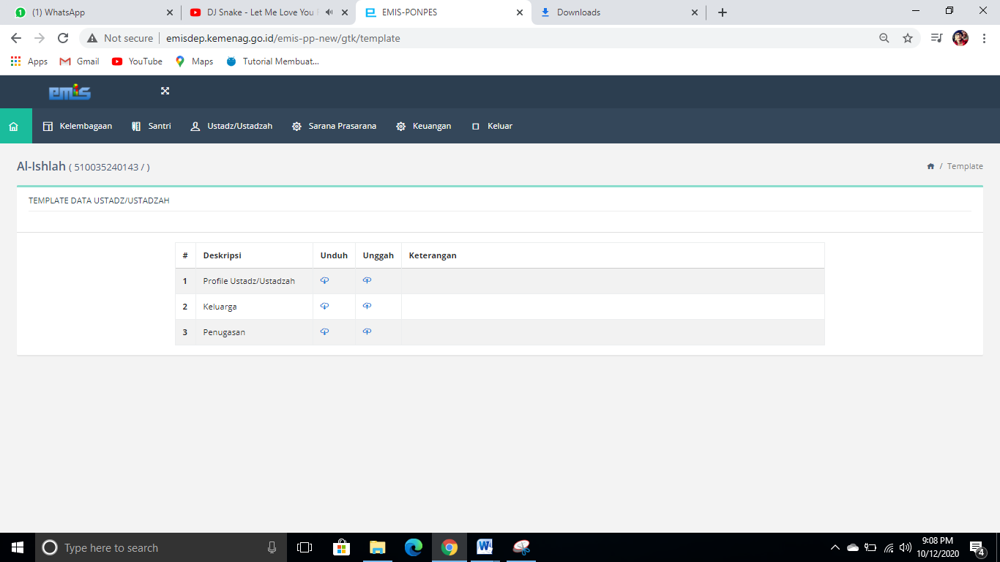 (1) WhatsApp
DJ Snake - Let Me Love You
EMIS-PONPES
Downloads
Not secure
emisdep.kemenag.go.id/emis-pp-new/gtk/template
Apps
Gmail
YouTube
Maps
Tutorial Membuat...
emis
Kelembagaan
Santri
Ustadz/Ustadzah
Sarana Prasarana
Keuangan
Keluar
Al-Ishlah ( 510035240143 / )
/ Template
TEMPLATE DATA USTADZ/USTADZAH
# Deskripsi Unduh Unggah Keterangan
1 Profile Ustadz/Ustadzah
2 Keluarga
3 Penugasan
Type here to search
9:08 PM
10/12/2020
4